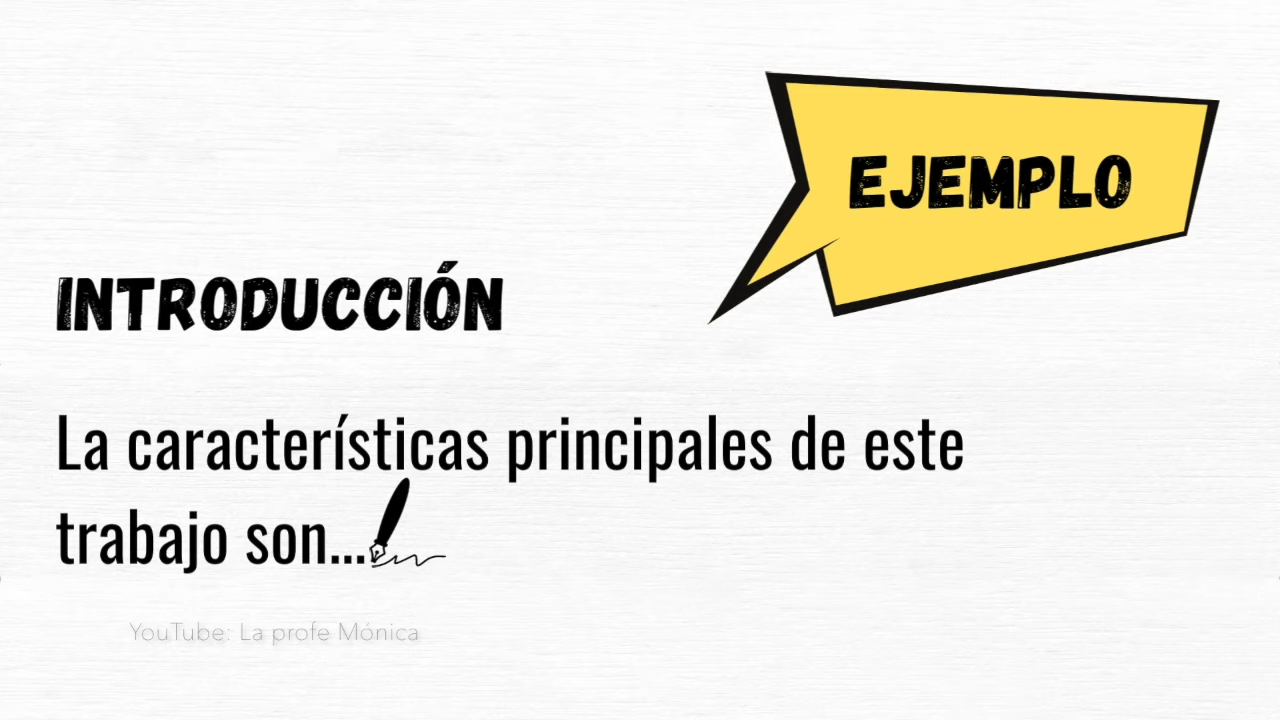 EJEMPLO
INTRODUCCIÓN
La características principales de este
trabajo son...
YouTube: La profe Mónica